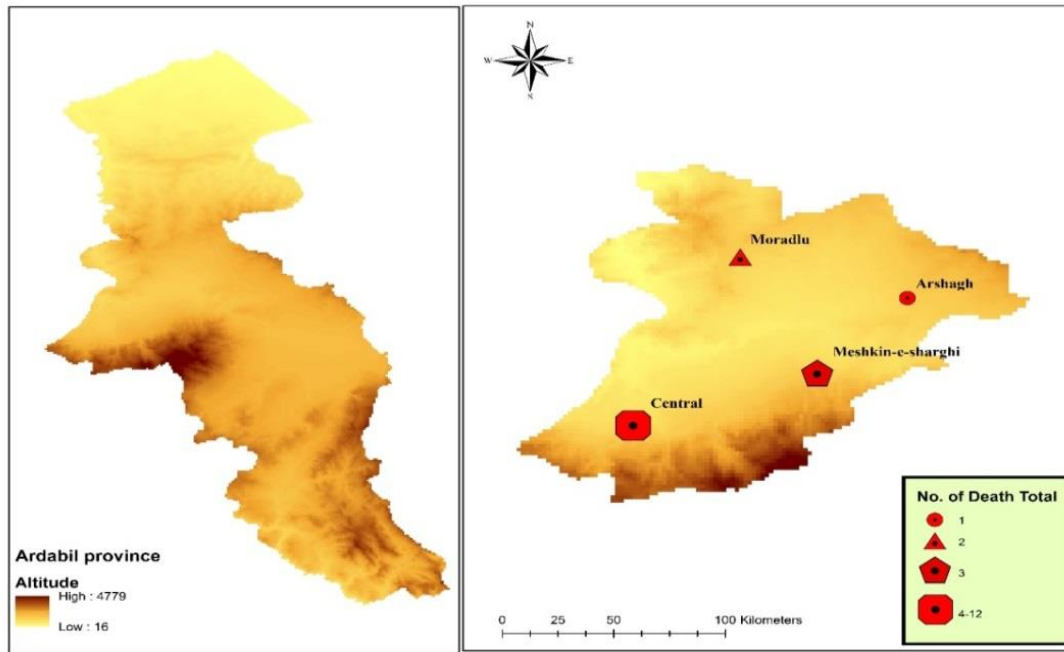 Ardabil province
Altitude
High : 4779
Low : 16
N
W
E
S
Moradlu
Arshagh
Meshkin-e-sharghi
Central
0 25 50 100 Kilometers
No. of Death Total
1
2
3
4-12